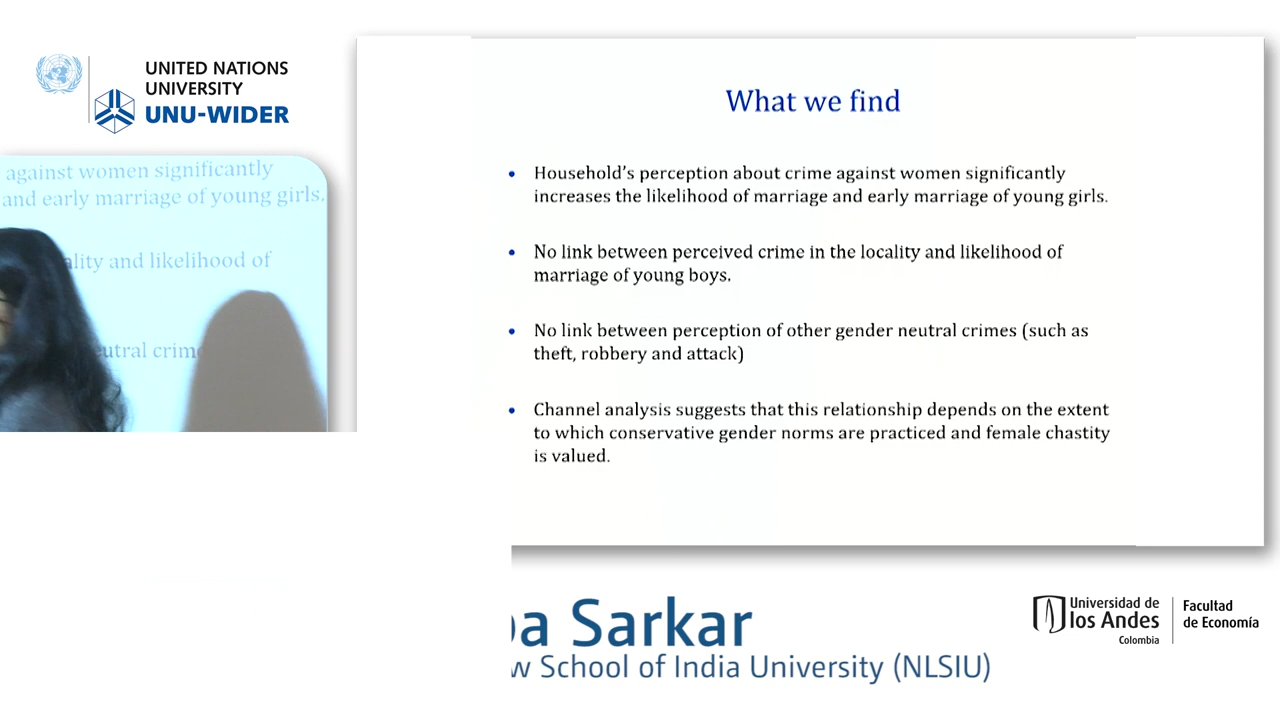 UNITED NATIONS
UNIVERSITY
UNU-WIDER
against women significantly
and early marriage of young girls.
ality and likelihood of
utral crim
What we find
• Household's perception about crime against women significantly
increases the likelihood of marriage and early marriage of young girls.
• No link between perceived crime in the locality and likelihood of
marriage of young boys.
• No link between perception of other gender neutral crimes (such as
theft, robbery and attack)
• Channel analysis suggests that this relationship depends on the extent
to which conservative gender norms are practiced and female chastity
is valued.
a Sarkar
w School of India University (NLSIU)
Universidad de
los Andes
Colombia
Facultad
de Economía